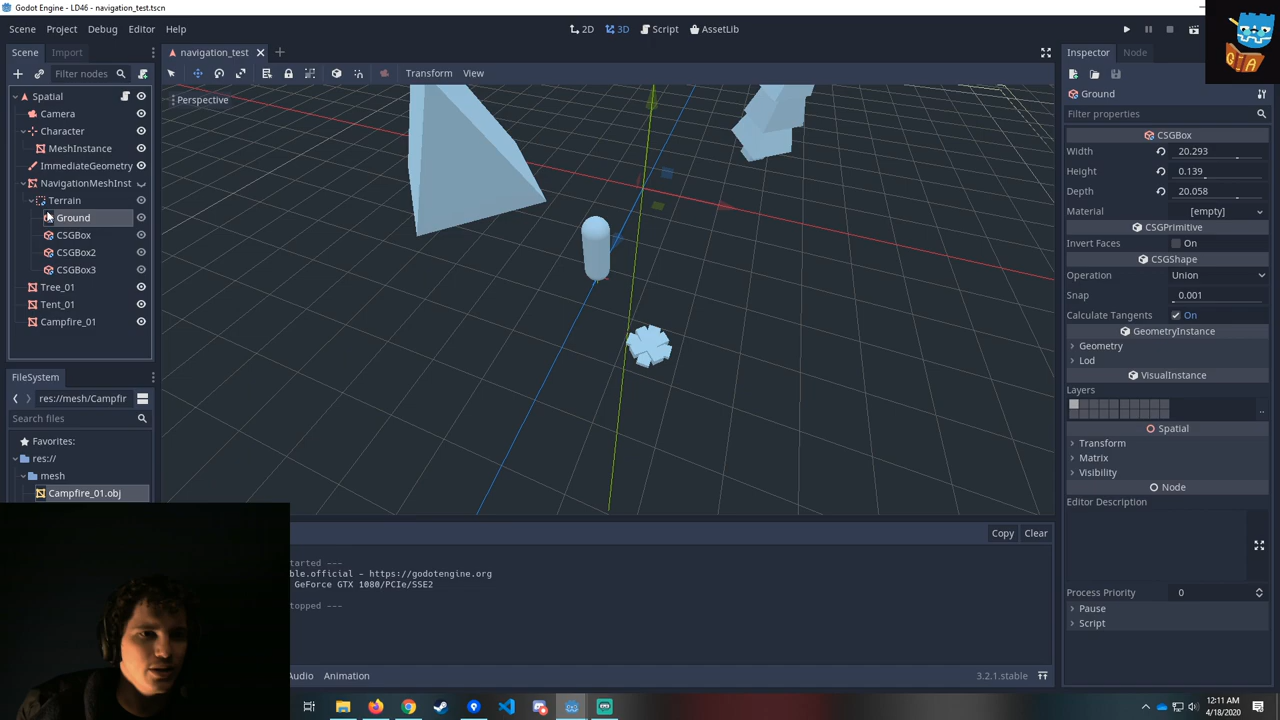 Godot Engine - LD46 - navigation_test.tscn
Scene Project Debug Editor Help
2D 3D Script AssetLib
Scene Import
navigation_test
Inspector Node
Filter nodes
Transform View
Ground
Perspective
Filter properties
Spatial
Camera
Character
MeshInstance
ImmediateGeometry
NavigationMeshInst
Terrain
Ground
CSGBox
CSGBox2
CSGBox3
Tree_01
Tent_01
Campfire_01
CSGBox
Width 20.293
Height 0.139
Depth 20.058
Material [empty]
CSGPrimitive
Invert Faces On
CSGShape
Operation Union
Snap 0.001
Calculate Tangents On
GeometryInstance
Geometry
Lod
VisualInstance
Layers
..
Spatial
Transform
Matrix
Visibility
Node
Editor Description
Process Priority 0
Pause
Script
FileSystem
res://mesh/Campfir
Search files
Favorites:
res://
mesh
Campfire_01.obj
Copy Clear
tarted ---
ble.official - https://godotengine.org
GeForce GTX 1080/PCIe/SSE2
topped ---
Audio Animation
3.2.1.stable
12:11 AM
4/18/2020
Q A